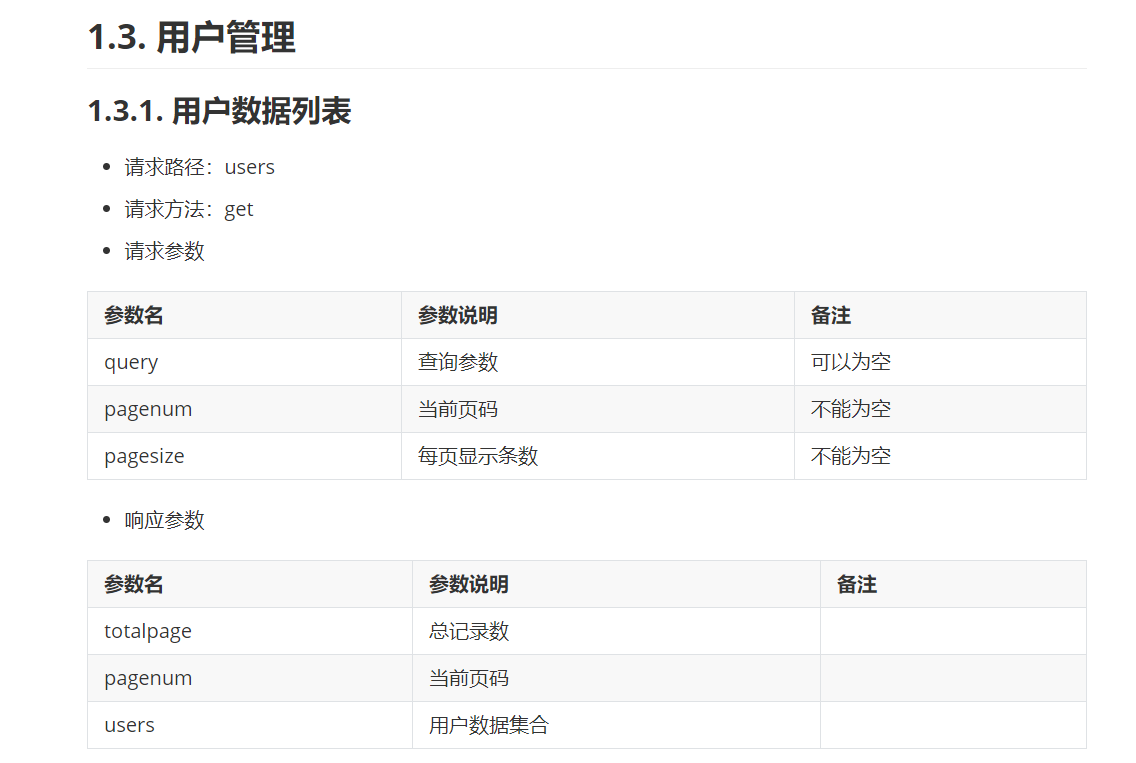 1.3. 用户管理
1.3.1. 用户数据列表
请求路径：users
请求方法：get
请求参数
参数名 参数说明 备注
query 查询参数 可以为空
pagenum 当前页码 不能为空
pagesize 每页显示条数 不能为空
响应参数
参数名 参数说明 备注
totalpage 总记录数
pagenum 当前页码
users 用户数据集合